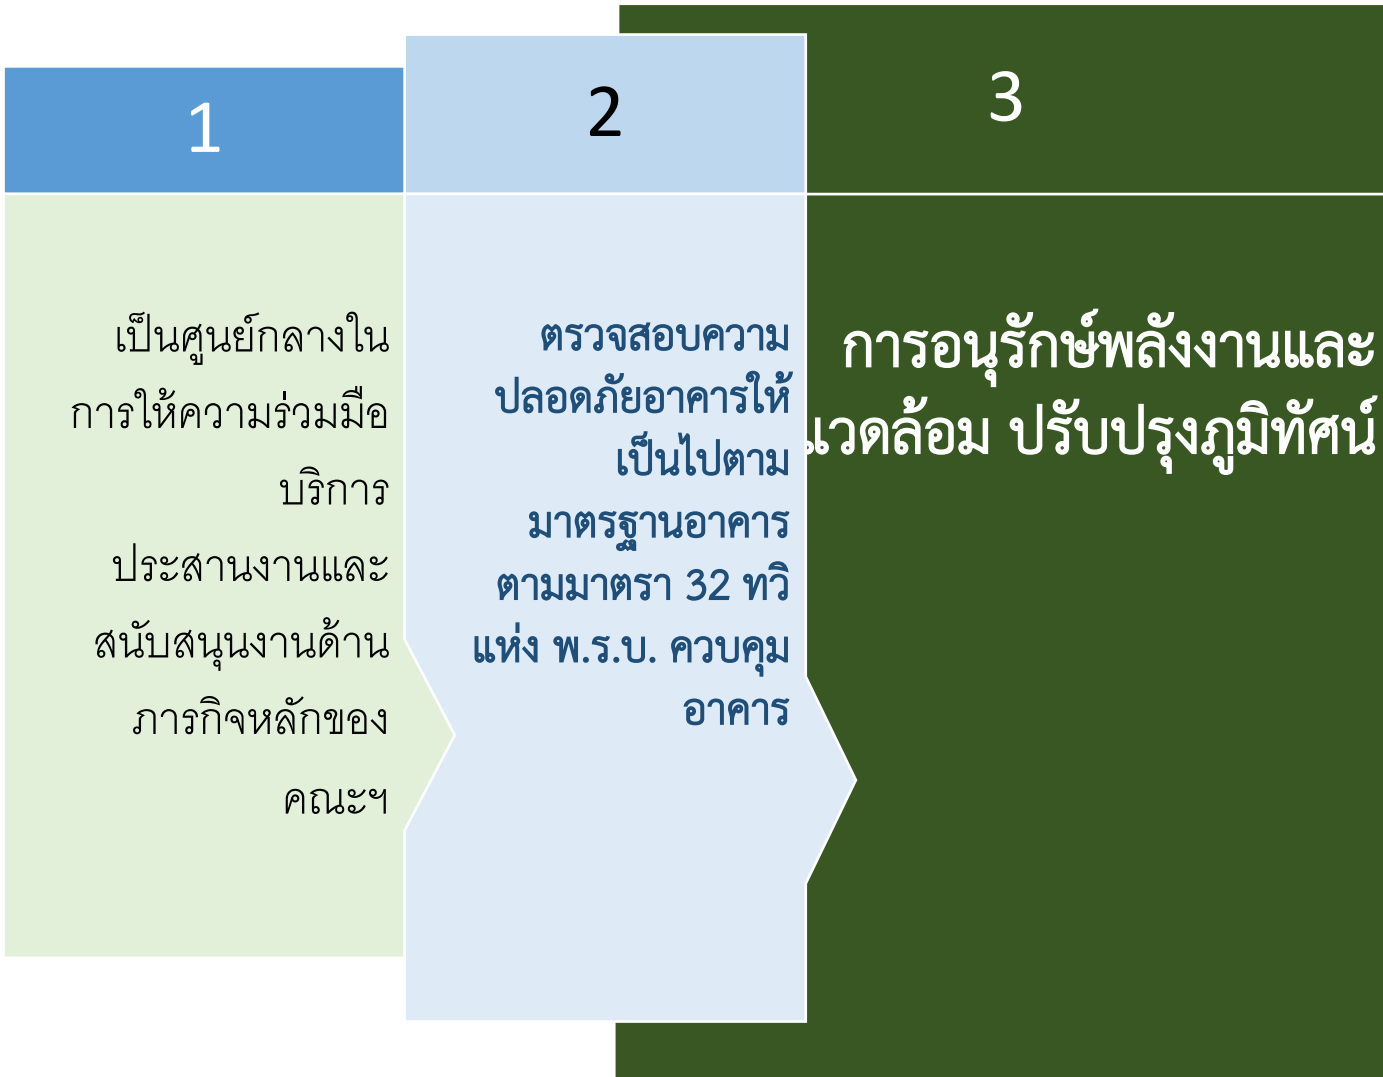 1
เป็นศูนย์กลางใน
การให้ความร่วมมือ
บริการ
ประสานงานและ
สนับสนุนงานด้าน
ภารกิจหลักของ
คณะฯ
2
ตรวจสอบความ
ปลอดภัยอาคารให้
เป็นไปตาม
มาตรฐานอาคาร
ตามมาตรา 32 ทวิ
แห่ง พ.ร.บ. ควบคุม
อาคาร
3
การอนุรักษ์พลังงานและ
แวดล้อม ปรับปรุงภูมิทัศน์